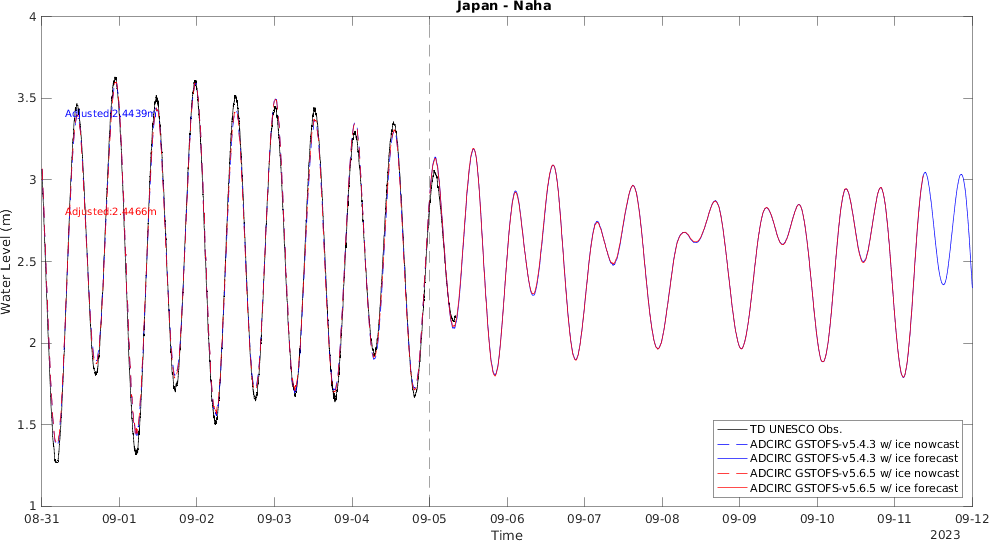 Japan - Naha
4
3.5
3
2.5
2
1.5
1
Water Level (m)
Adjusted:2.4439m
Adjusted:2.4466m
TD UNESCO Obs.
ADCIRC GSTOFS-v5.4.3 w/ ice nowcast
ADCIRC GSTOFS-v5.4.3 w/ ice forecast
ADCIRC GSTOFS-v5.6.5 w/ ice nowcast
ADCIRC GSTOFS-v5.6.5 w/ ice forecast
08-31 09-01 09-02 09-03 09-04 09-05 09-06 09-07 09-08 09-09 09-10 09-11 09-12
Time
2023